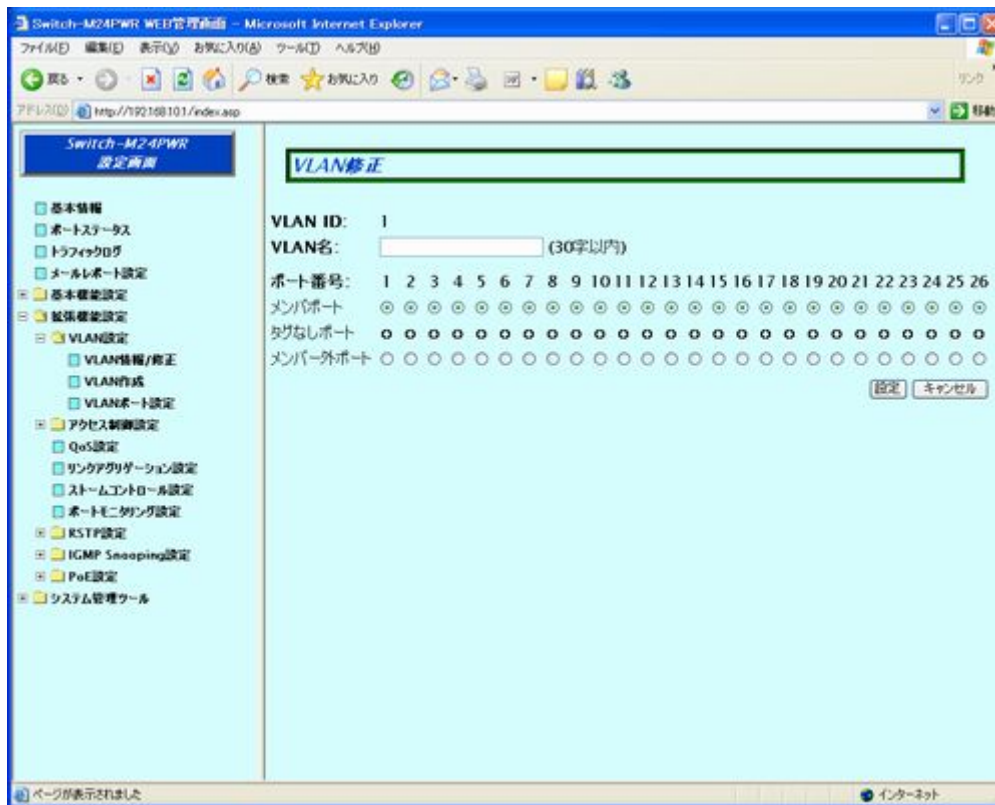 Switch-M24PWR WEB管理画面 - Microsoft Internet Explorer
ファイル(F) 編集(E) 表示(V) お気に入り(A) ツール(T) ヘルプ(H)
戻る 検索 お気に入り リンク
アドレス(D) http://192.168.10.1/index.asp 移動
Switch-M24PWR
設定画面
基本情報
ポートステータス
トラフィックログ
メールレポート設定
基本機能設定
拡張機能設定
VLAN設定
VLAN情報/修正
VLAN作成
VLANポート設定
アクセス制御設定
QoS設定
リンクアグリゲーション設定
ストームコントロール設定
ポートモニタリング設定
RSTP設定
IGMP Snooping設定
PoE設定
システム管理ツール
VLAN修正
VLAN ID: 1
VLAN名: (30字以内)
ポート番号: 1 2 3 4 5 6 7 8 9 10 11 12 13 14 15 16 17 18 19 20 21 22 23 24 25 26
メンバポート
タグなしポート
メンバー外ポート
設定 キャンセル
ページが表示されました インターネット